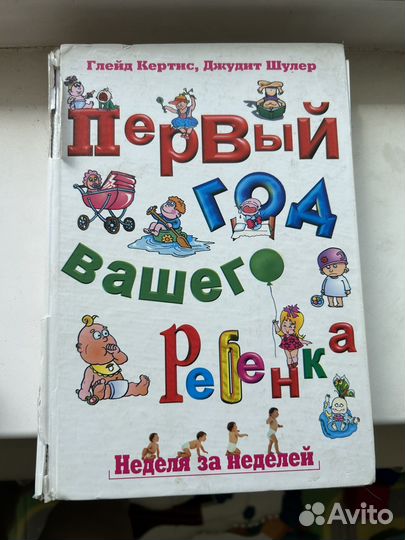 Глейд Кертис, Джудит Шулер
Первый
год
вашего
Ребенка
Неделя за неделей
Avito